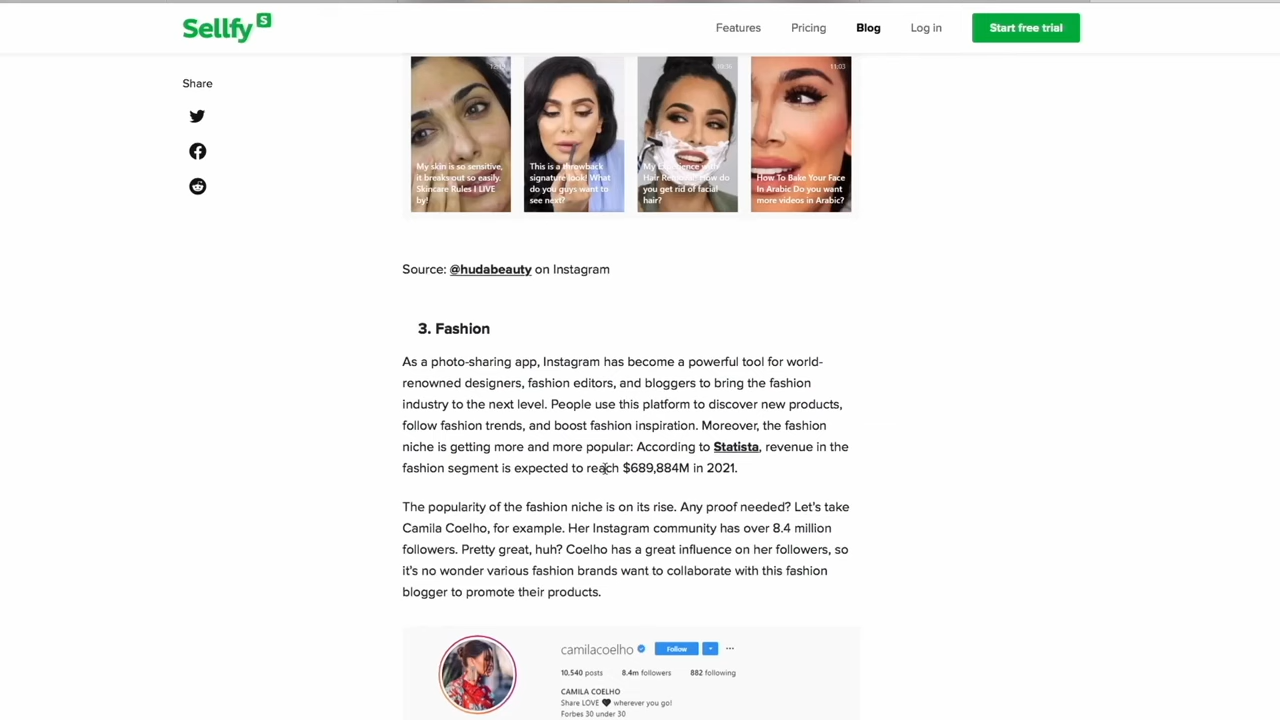 Sellfy S
Features Pricing Blog Log in Start free trial
Share
11:03
My skin is so sensitive,
it breaks out so easily.
Skincare Rules I LIVE
by!
This is a throwback
signature look! What
do you guys want to
see next?
My Experience with
Hair Removal! How do
you get rid of facial
hair?
How To Bake Your Face
In Arabic Do you want
more videos in Arabic?
Source: @hudabeauty on Instagram
3. Fashion
As a photo-sharing app, Instagram has become a powerful tool for world-
renowned designers, fashion editors, and bloggers to bring the fashion
industry to the next level. People use this platform to discover new products,
follow fashion trends, and boost fashion inspiration. Moreover, the fashion
niche is getting more and more popular: According to Statista, revenue in the
fashion segment is expected to reach $689,884M in 2021.
The popularity of the fashion niche is on its rise. Any proof needed? Let's take
Camila Coelho, for example. Her Instagram community has over 8.4 million
followers. Pretty great, huh? Coelho has a great influence on her followers, so
it's no wonder various fashion brands want to collaborate with this fashion
blogger to promote their products.
camilacoelho Follow
10,540 posts 8.4m followers 882 following
CAMILA COELHO
Share LOVE 🖤 wherever you go!
Forbes 30 under 30